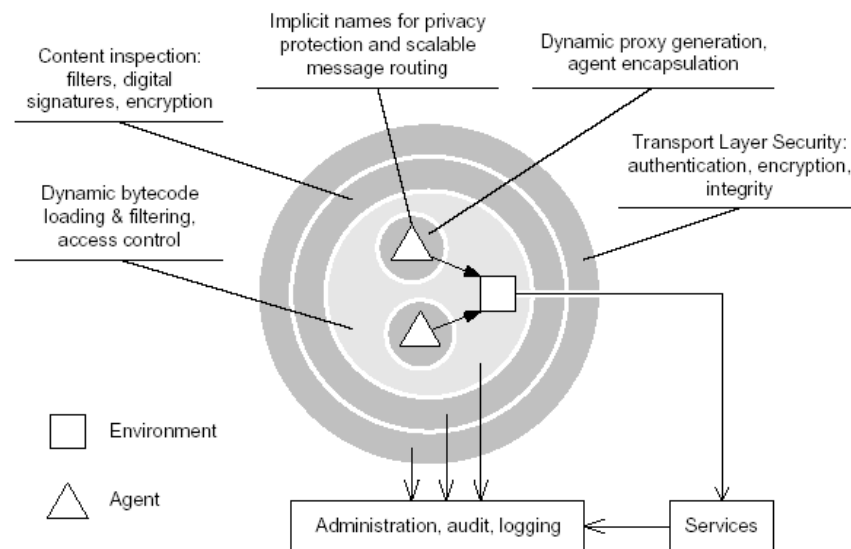 Implicit names for privacy
protection and scalable
message routing
Dynamic proxy generation,
agent encapsulation
Content inspection:
filters, digital
signatures, encryption
Transport Layer Security:
authentication, encryption,
integrity
Dynamic bytecode
loading & filtering,
access control
Environment
Agent
Administration, audit, logging
Services